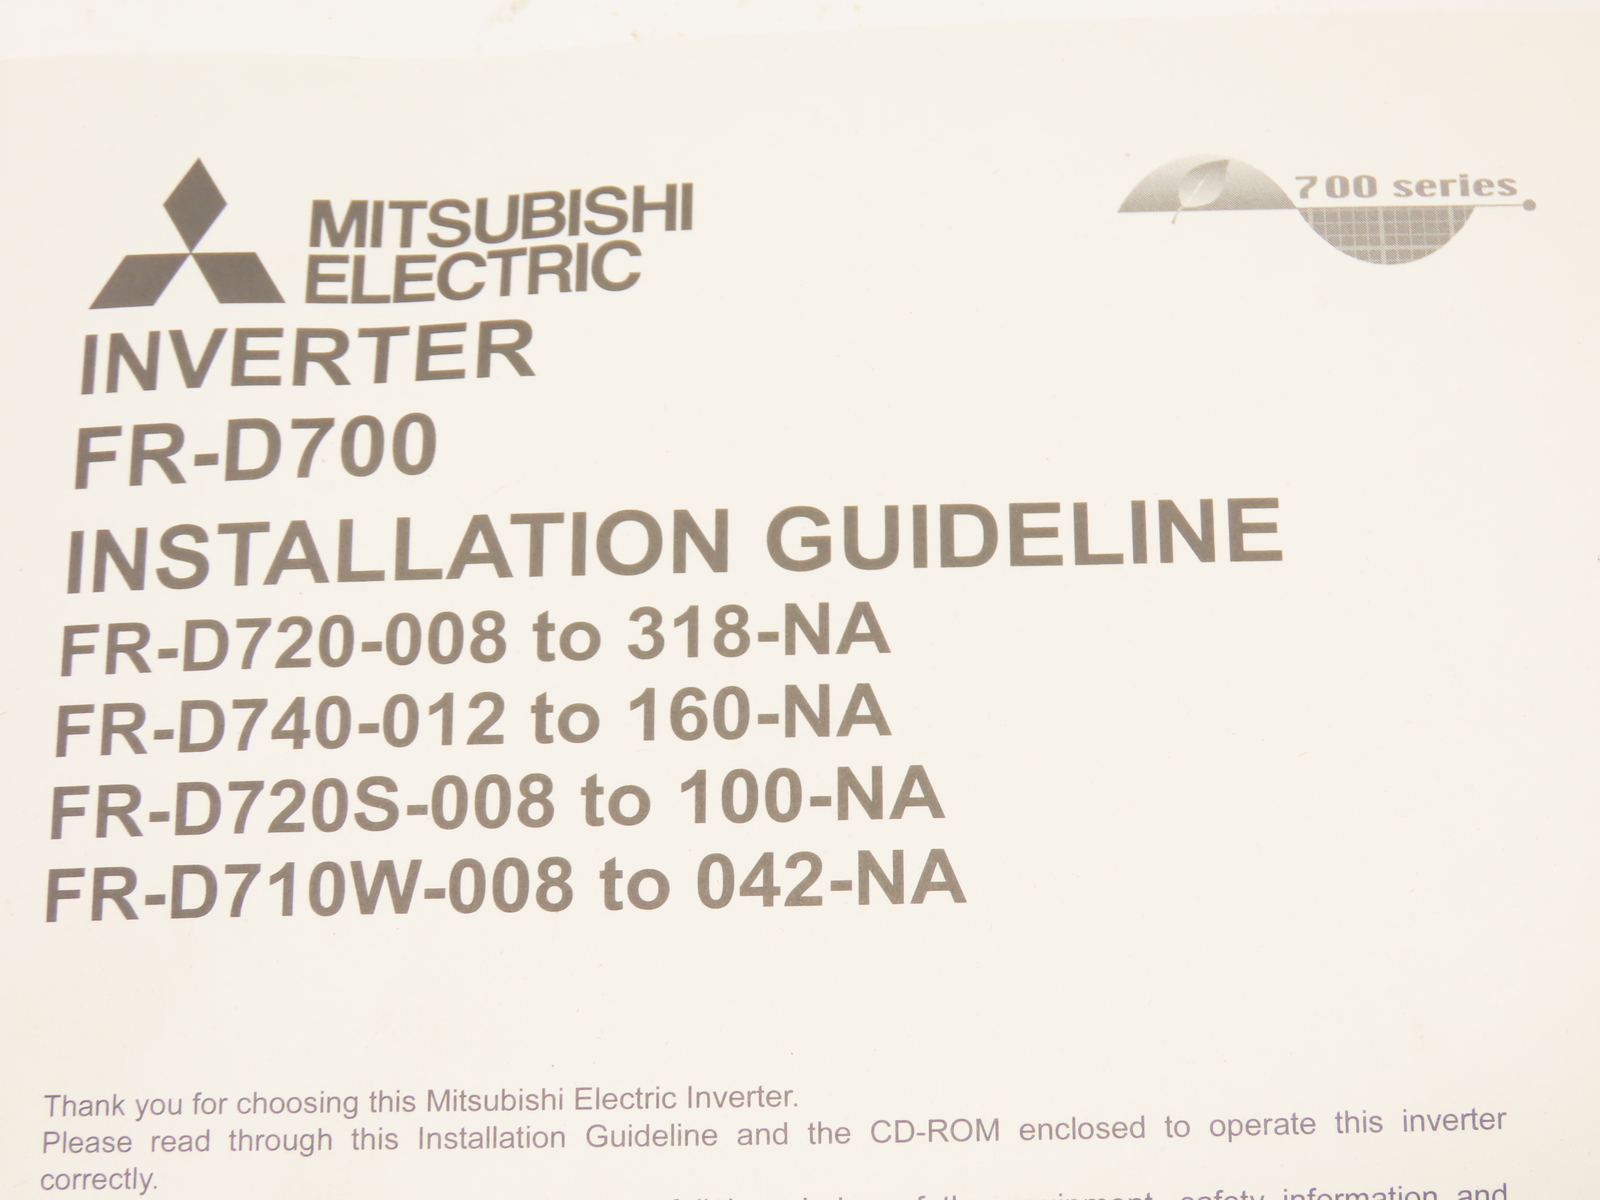 MITSUBISHI
ELECTRIC
700 series
INVERTER
FR-D700
INSTALLATION GUIDELINE
FR-D720-008 to 318-NA
FR-D740-012 to 160-NA
FR-D720S-008 to 100-NA
FR-D710W-008 to 042-NA
Thank you for choosing this Mitsubishi Electric Inverter.
Please read through this Installation Guideline and the CD-ROM enclosed to operate this inverter
correctly.
safety information and